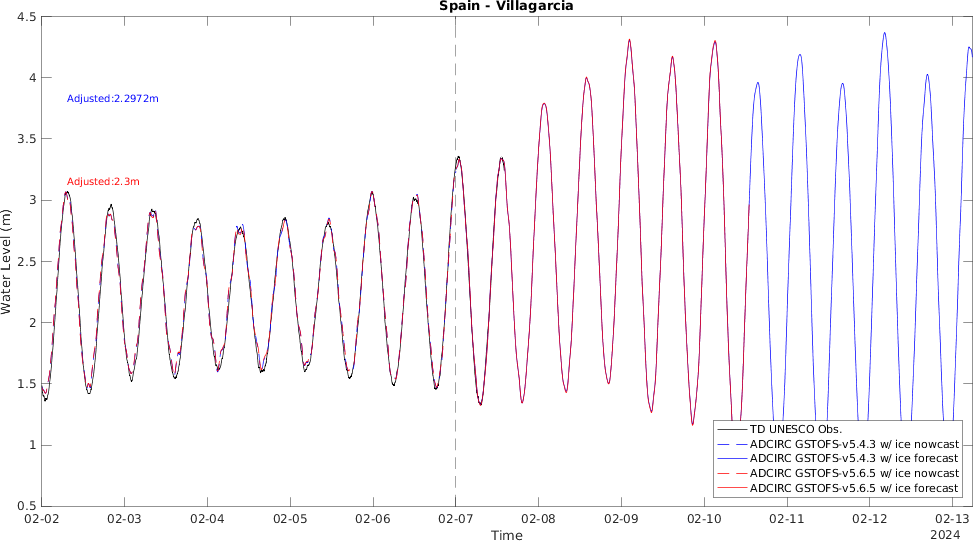 Spain - Villagarcia
4.5
4
3.5
3
2.5
2
1.5
1
0.5
Water Level (m)
Adjusted:2.2972m
Adjusted:2.3m
TD UNESCO Obs.
ADCIRC GSTOFS-v5.4.3 w/ ice nowcast
ADCIRC GSTOFS-v5.4.3 w/ ice forecast
ADCIRC GSTOFS-v5.6.5 w/ ice nowcast
ADCIRC GSTOFS-v5.6.5 w/ ice forecast
02-02 02-03 02-04 02-05 02-06 02-07 02-08 02-09 02-10 02-11 02-12 02-13
Time
2024